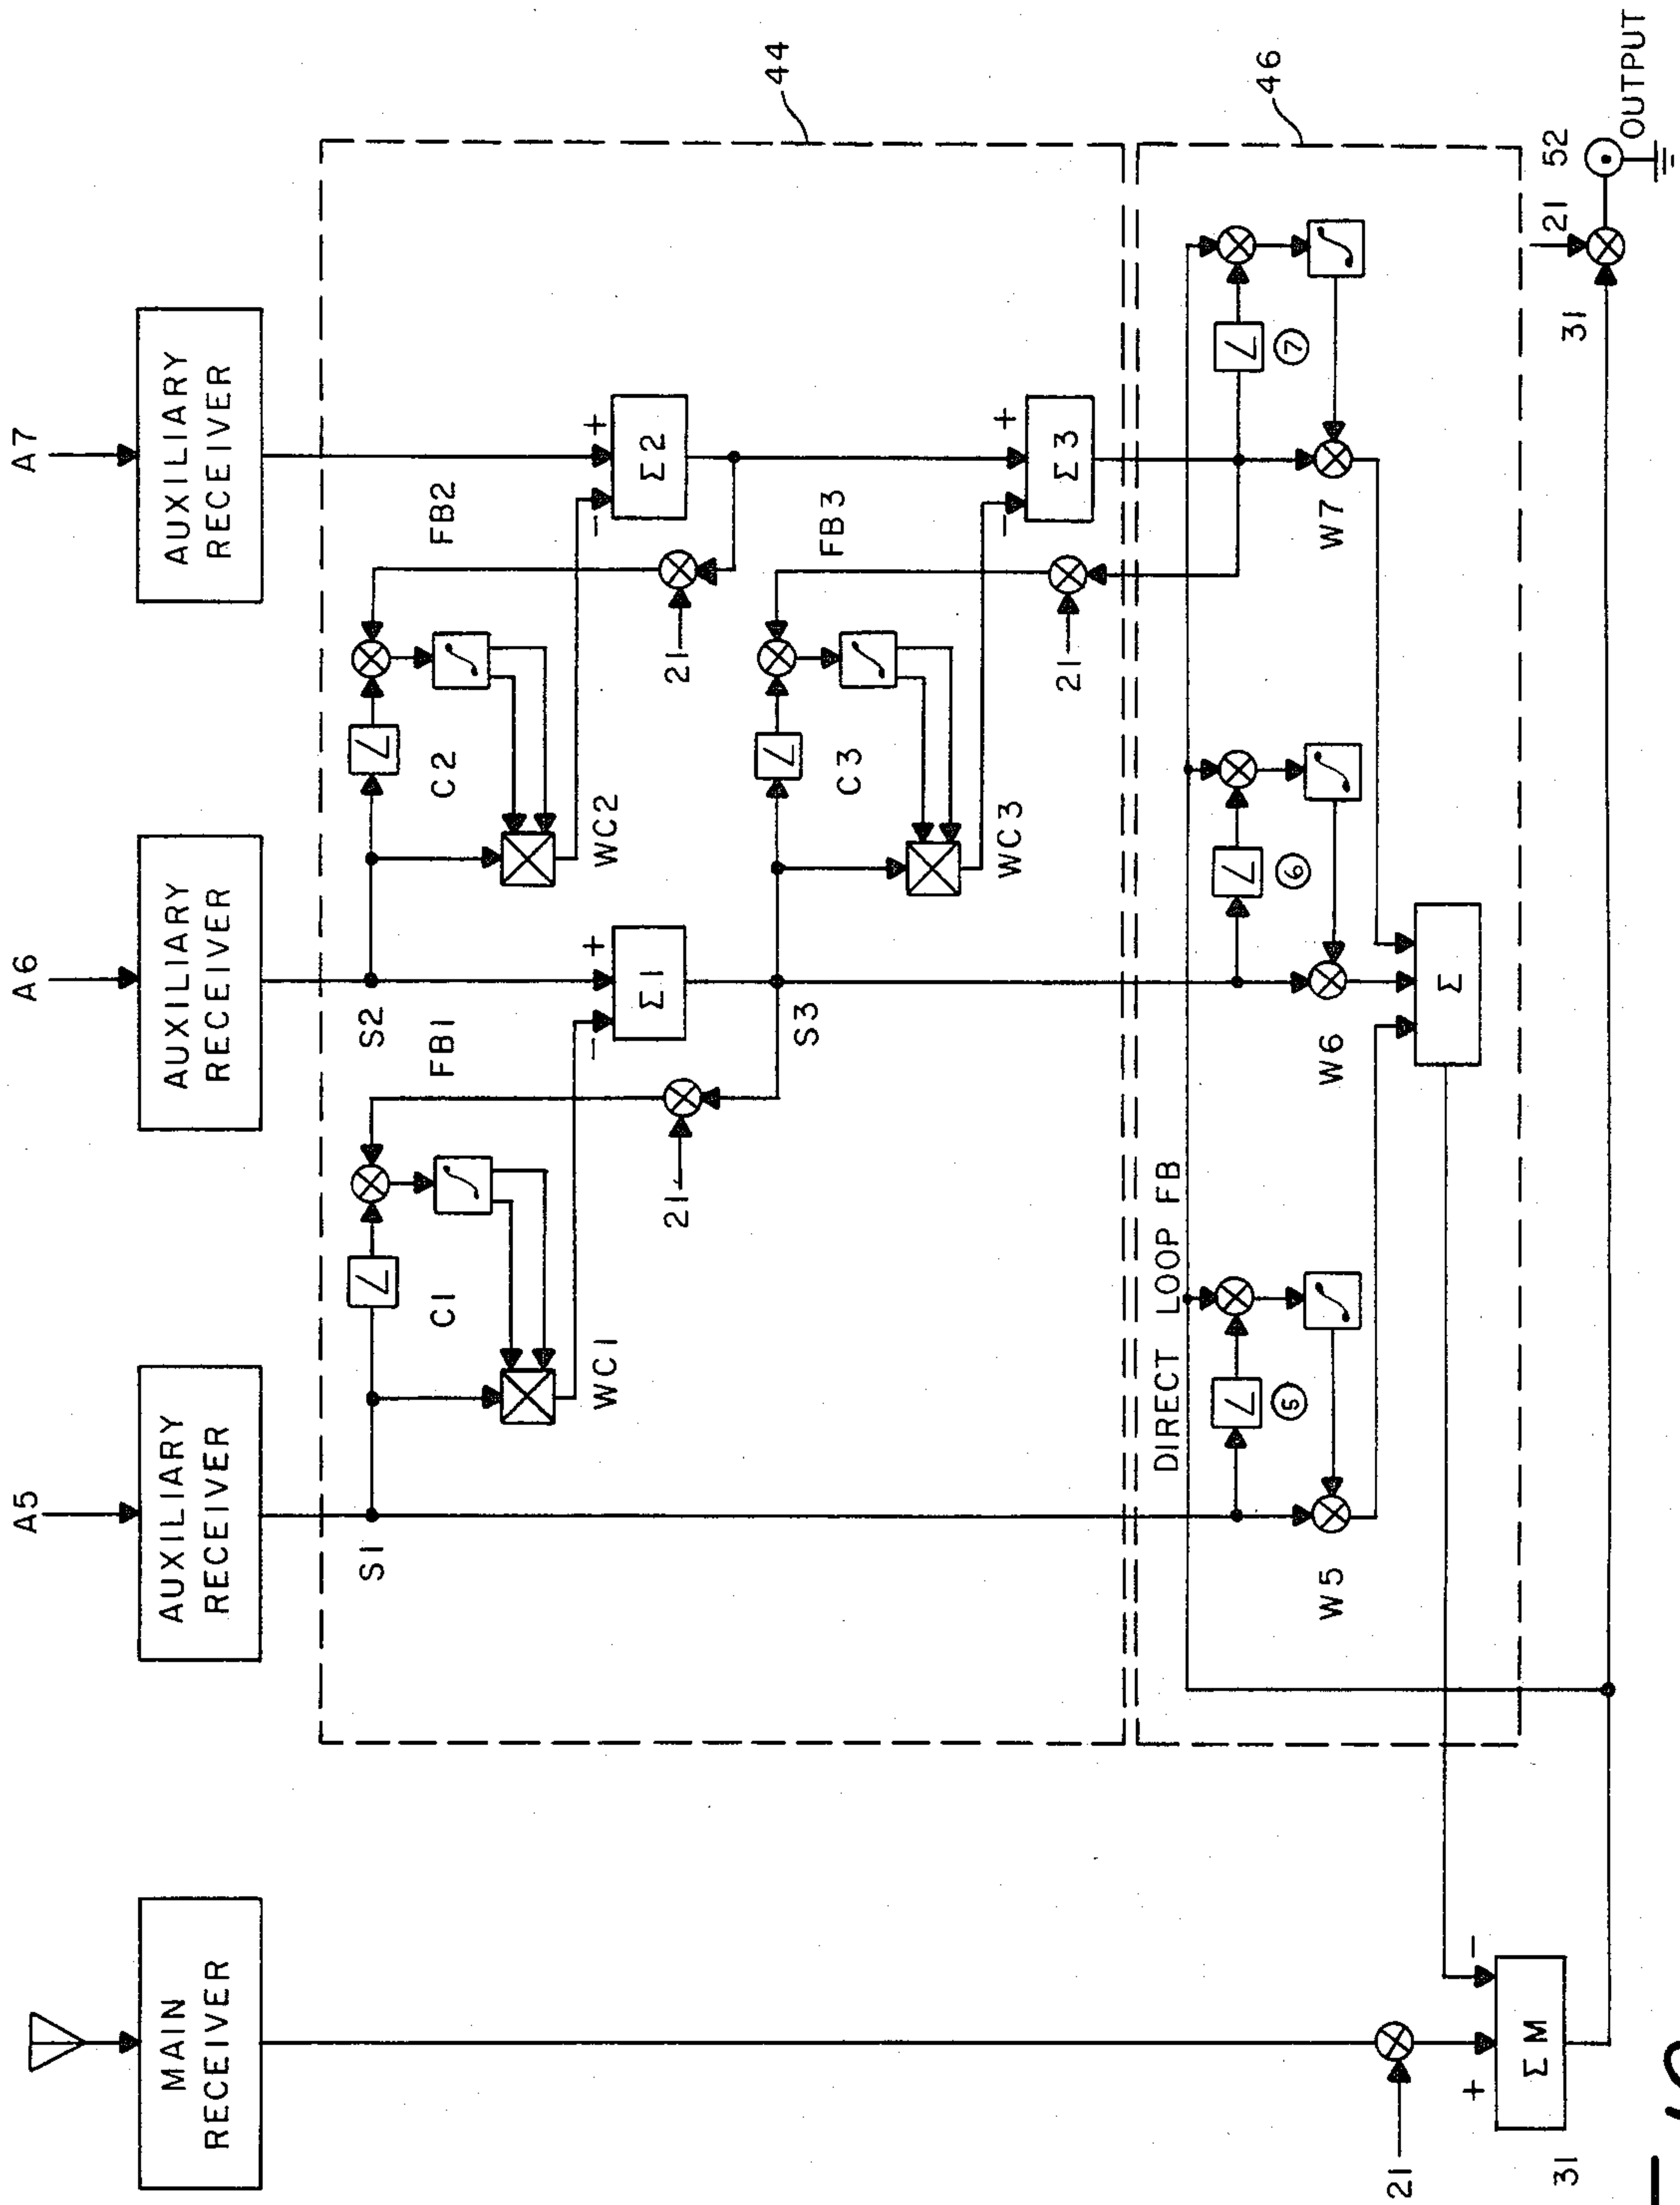 A5
A6
A7
MAIN
RECEIVER
AUXILIARY
RECEIVER
AUXILIARY
RECEIVER
AUXILIARY
RECEIVER
44
S1
S2
FB1
FB2
C1
C2
WC1
WC2
21
21
-
+
Σ1
-
+
Σ2
S3
FB3
C3
WC3
21
-
+
Σ3
46
DIRECT LOOP FB
5
6
7
W5
W6
W7
Σ
21
+
-
ΣM
31
31
21
52
OUTPUT